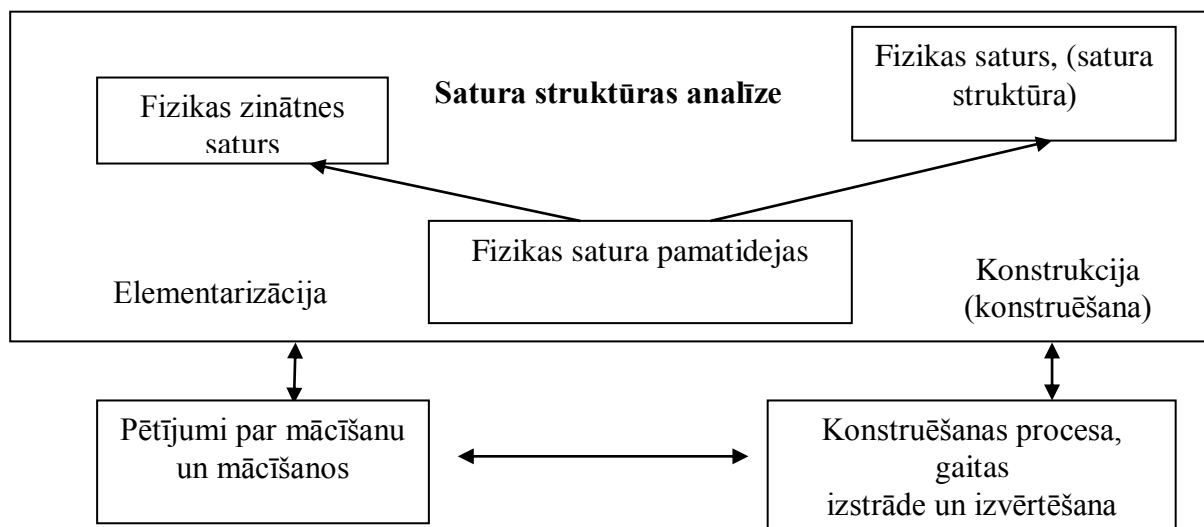 Fizikas saturs, (satura
struktūra)
Satura struktūras analīze
Fizikas zinātnes
saturs
Fizikas satura pamatidejas
Elementarizācija
Konstrukcija
(konstruēšana)
Pētījumi par mācīšanu
un mācīšanos
Konstruēšanas procesa,
gaitas
izstrāde un izvērtēšana